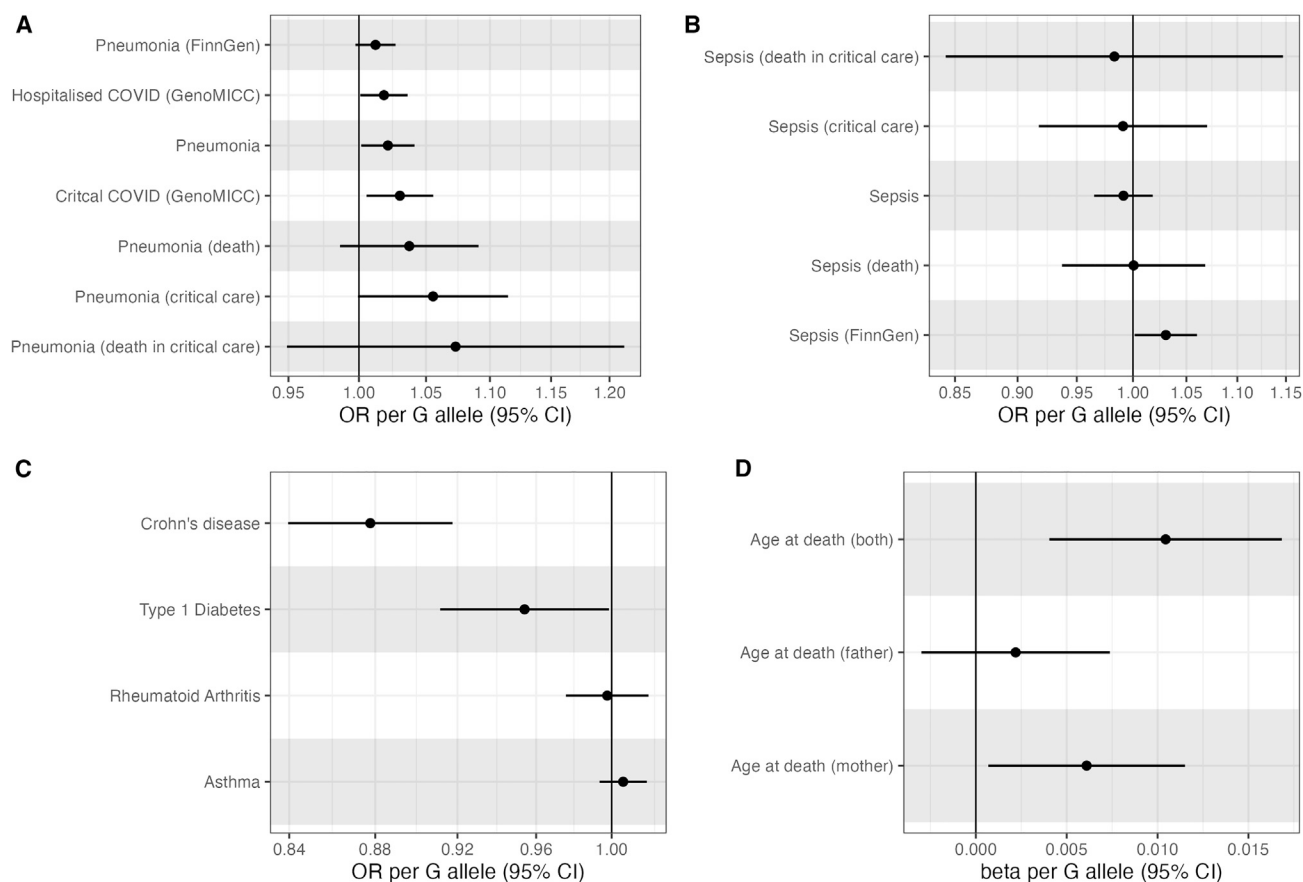 A
Pneumonia (FinnGen)
Hospitalised COVID (GenoMICC)
Pneumonia
Critcal COVID (GenoMICC)
Pneumonia (death)
Pneumonia (critical care)
Pneumonia (death in critical care)
0.95 1.00 1.05 1.10 1.15 1.20
OR per G allele (95% CI)
B
Sepsis (death in critical care)
Sepsis (critical care)
Sepsis
Sepsis (death)
Sepsis (FinnGen)
0.85 0.90 0.95 1.00 1.05 1.10 1.15
OR per G allele (95% CI)
C
Crohn's disease
Type 1 Diabetes
Rheumatoid Arthritis
Asthma
0.84 0.88 0.92 0.96 1.00
OR per G allele (95% CI)
D
Age at death (both)
Age at death (father)
Age at death (mother)
0.000 0.005 0.010 0.015
beta per G allele (95% CI)